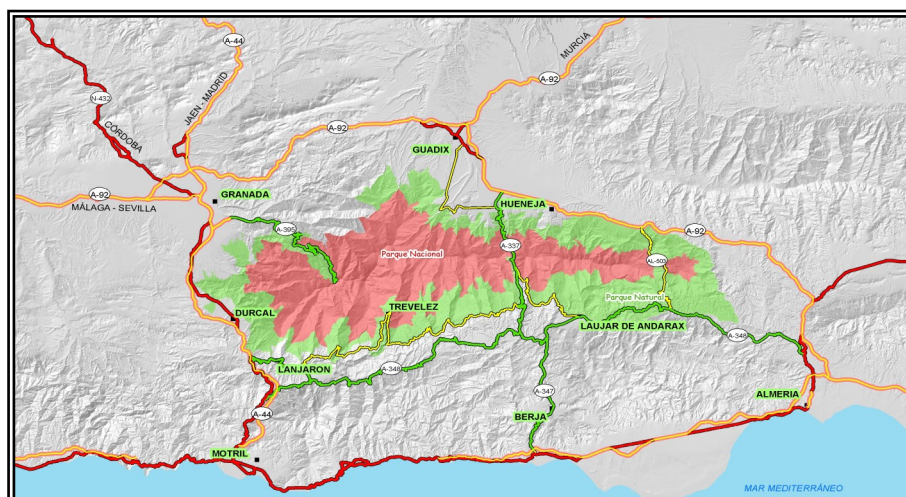 A-44
MURCIA
A-92
JAEN - MADRID
N-432
CÓRDOBA
A-92
GUADIX
A-92
MÁLAGA - SEVILLA
GRANADA
HUENEJA
A-395
A-92
Parque Nacional
A-337
AL-503
Parque Natural
TREVELEZ
DURCAL
LAUJAR DE ANDARAX
A-348
LANJARON
A-348
A-347
ALMERIA
A-44
BERJA
MOTRIL
MAR MEDITERRÁNEO